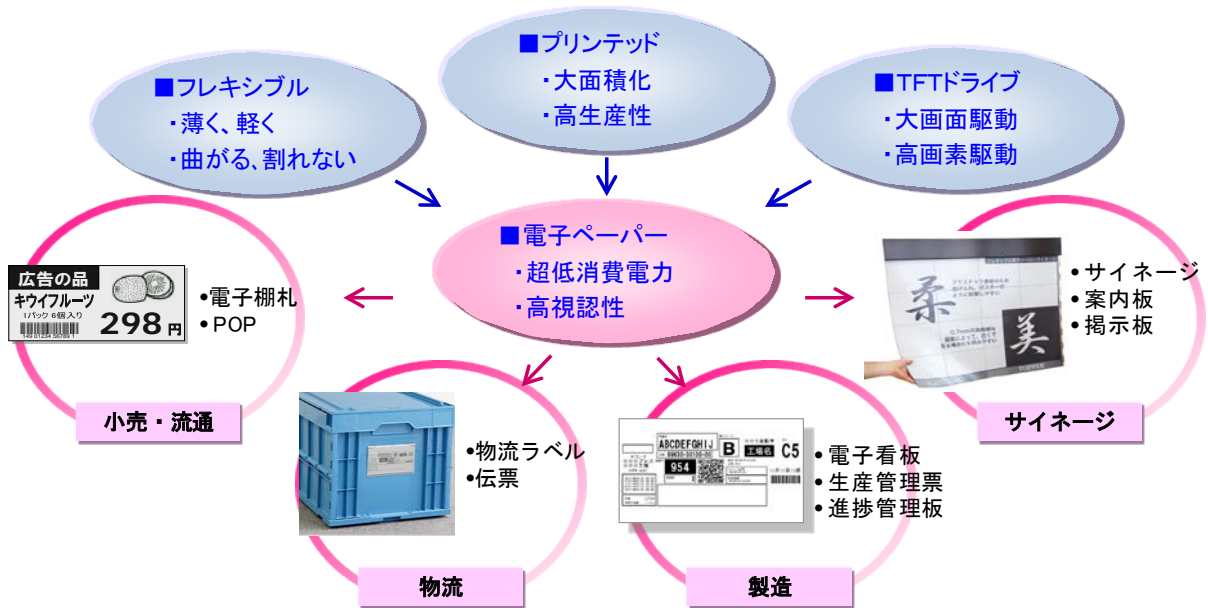 ■フレキシブル
・薄く、軽く
・曲がる、割れない
■プリンテッド
・大面積化
・高生産性
■TFTドライブ
・大画面駆動
・高画素駆動
■電子ペーパー
・超低消費電力
・高視認性
広告の品
キウイフルーツ
1パック 6個入り
298 円
•電子棚札
•POP
小売・流通
•物流ラベル
•伝票
物流
ABCDEFGHIJ
B
工場名
C5
954
•電子看板
•生産管理票
•進捗管理板
製造
柔
美
•サイネージ
•案内板
•掲示板
サイネージ